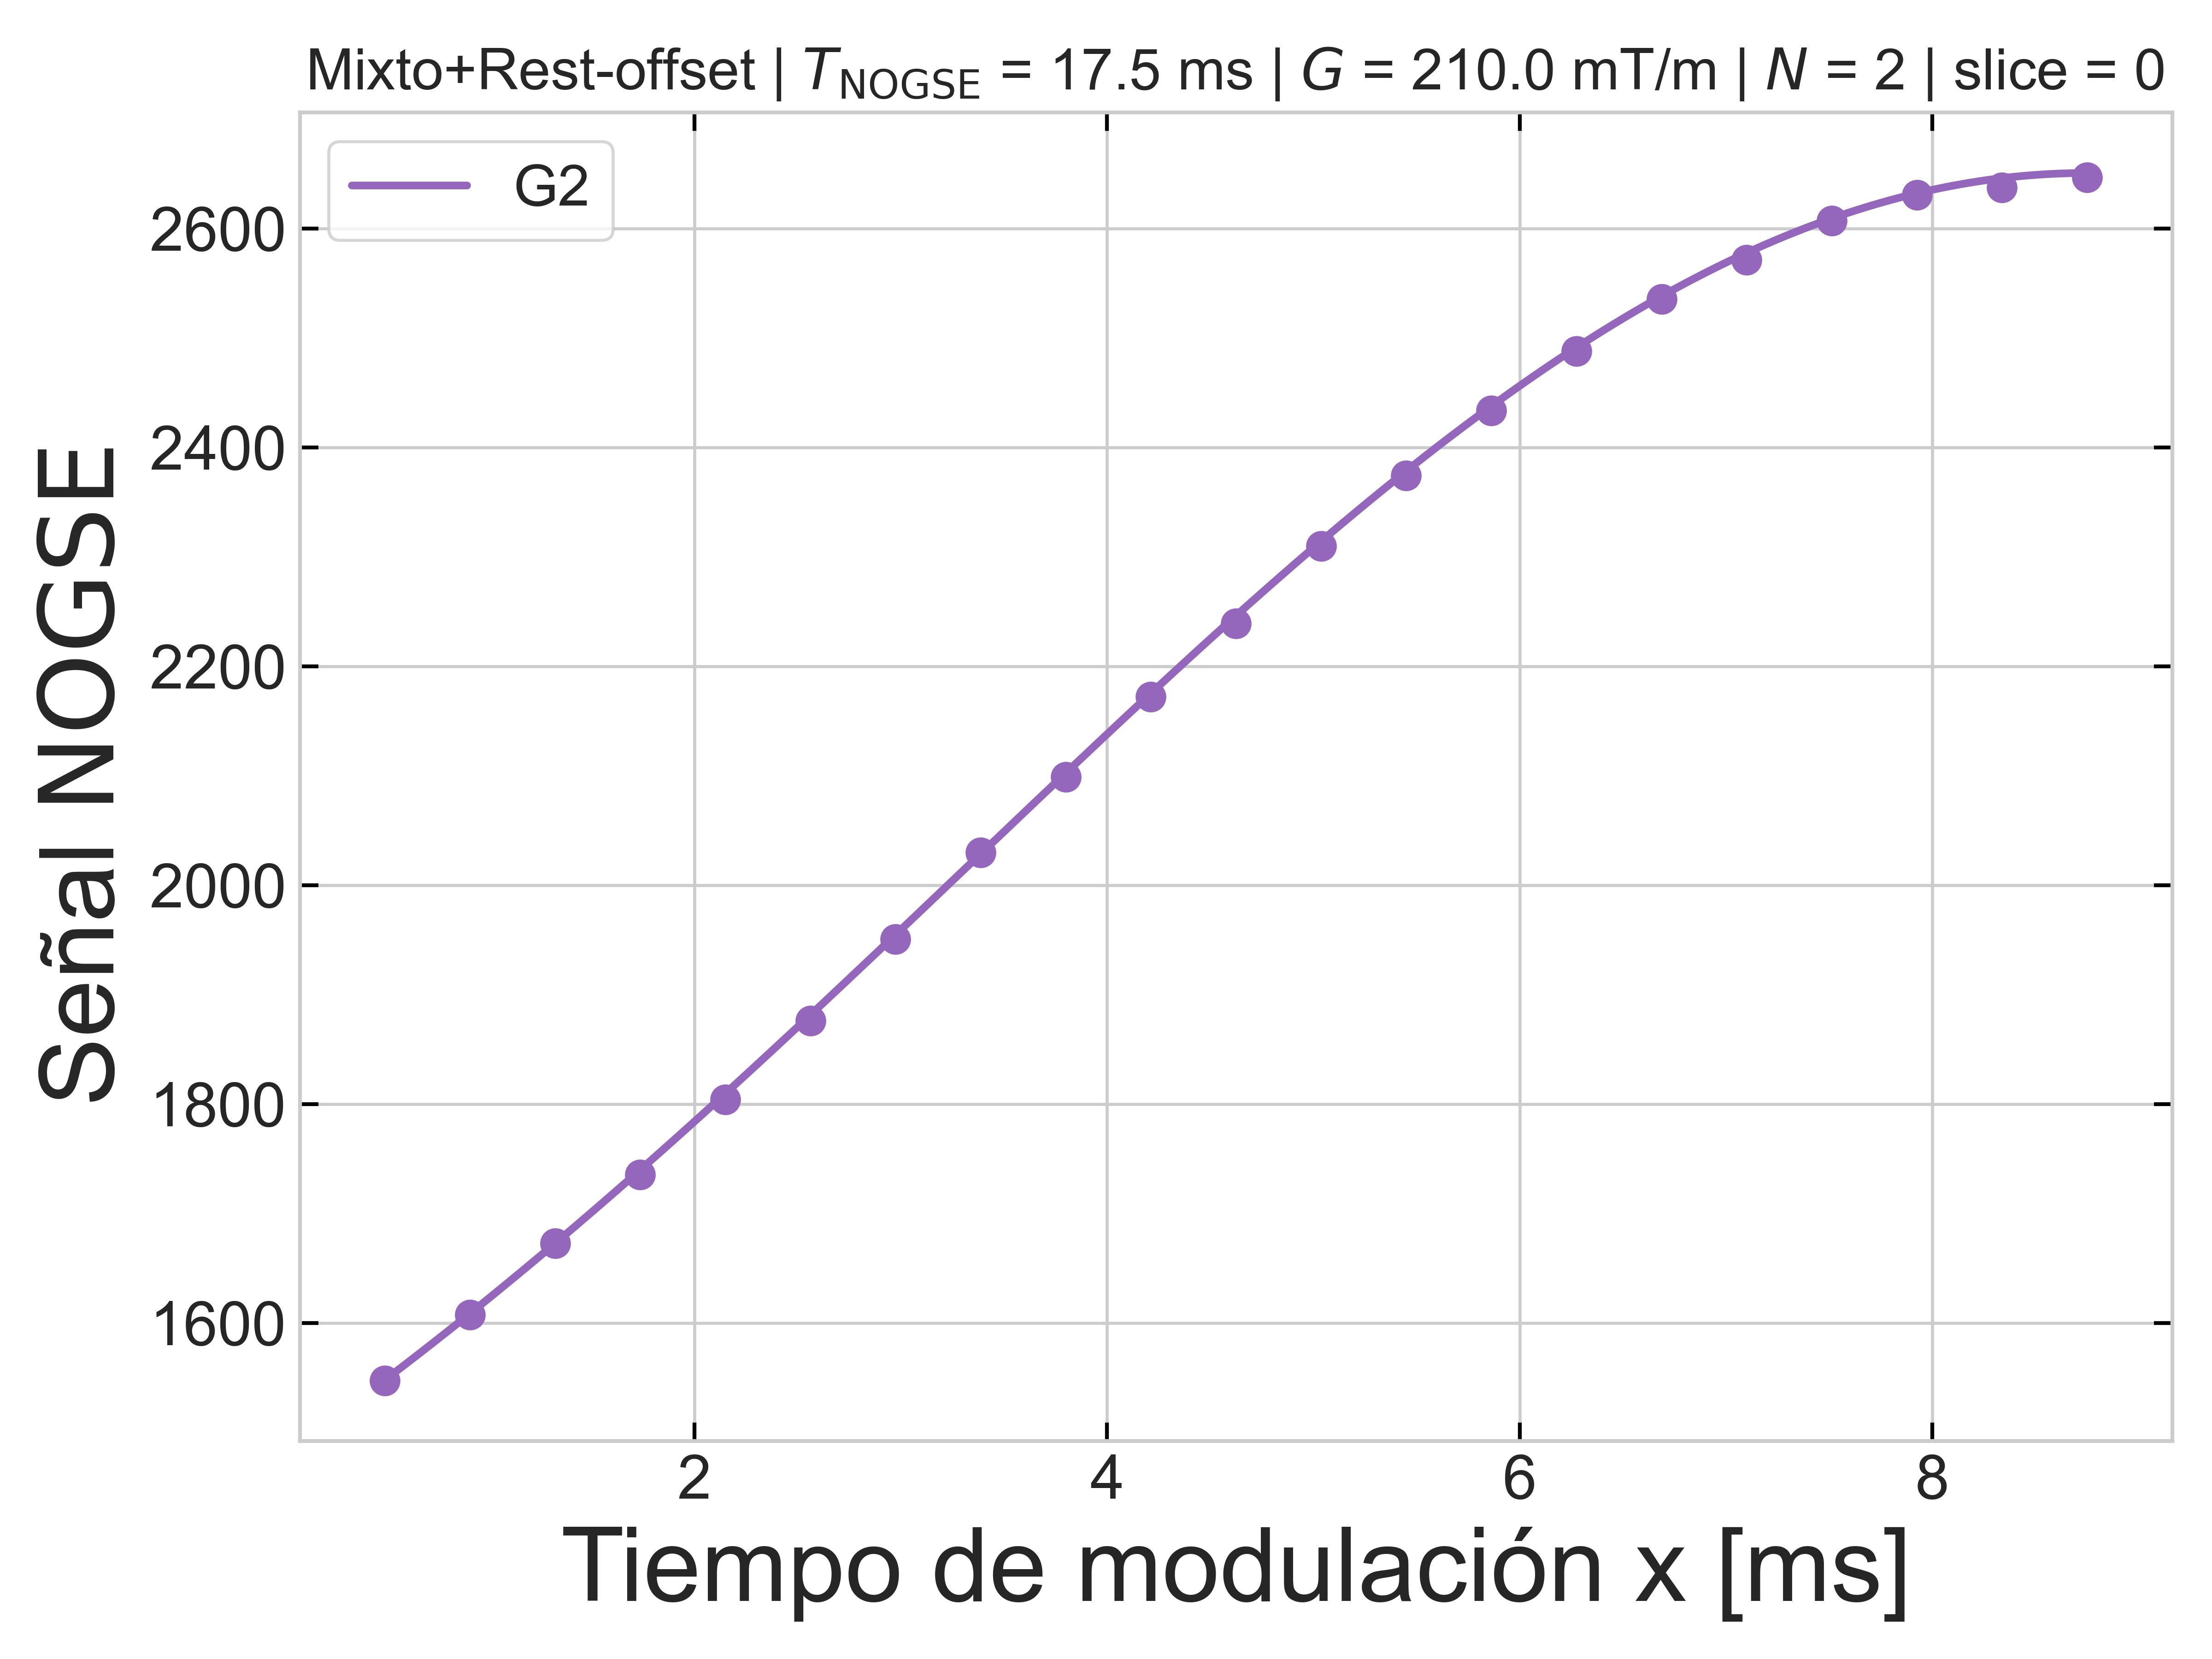 Mixto+Rest-offset | T_NOGSE = 17.5 ms | G = 210.0 mT/m | N = 2 | slice = 0
G2
2600
2400
2200
2000
1800
1600
Señal NOGSE
2 4 6 8
Tiempo de modulación x [ms]